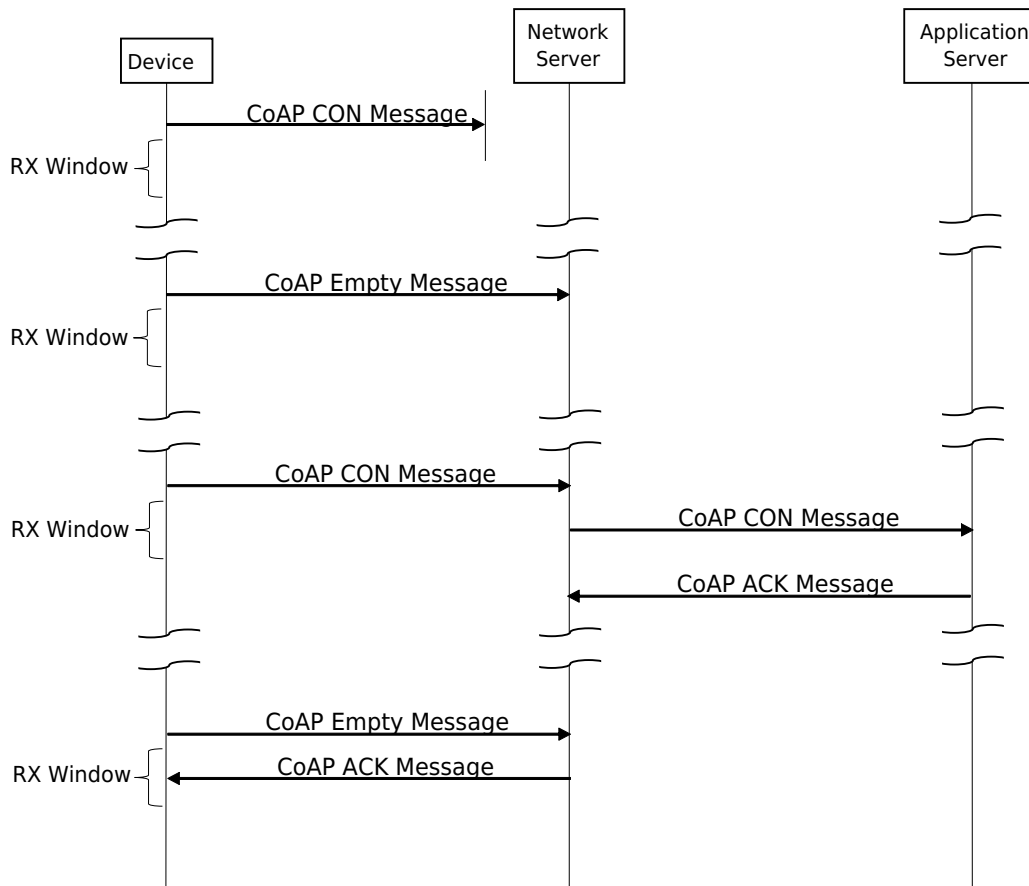 Device
Network
Server
Application
Server
CoAP CON Message
RX Window
CoAP Empty Message
RX Window
CoAP CON Message
RX Window
CoAP CON Message
CoAP ACK Message
CoAP Empty Message
CoAP ACK Message
RX Window